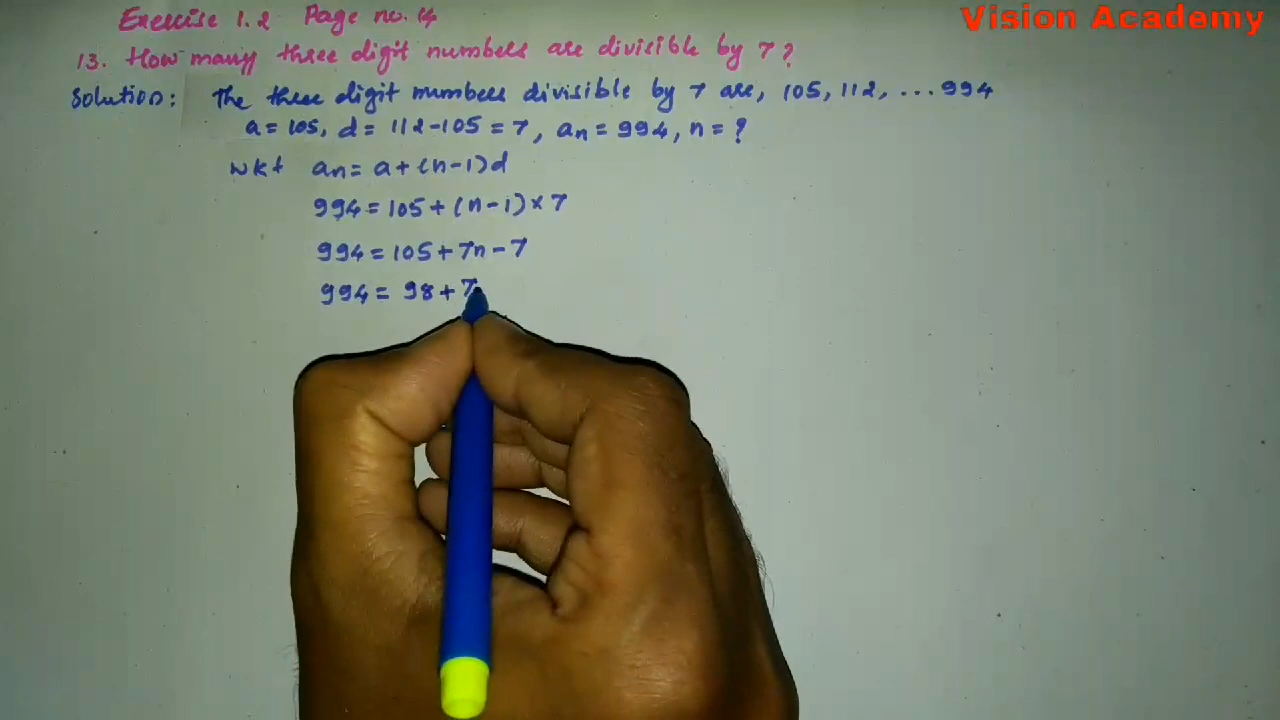 Exercise 1.2 Page no. 14
Vision Academy
13. How many three digit numbers are divisible by 7 ?
Solution: The three digit numbers divisible by 7 are, 105, 112, ... 994
a = 105, d = 112 - 105 = 7, an = 994, n = ?
WKT an = a + (n - 1) d
994 = 105 + (n - 1) × 7
994 = 105 + 7n - 7
994 = 98 + 7